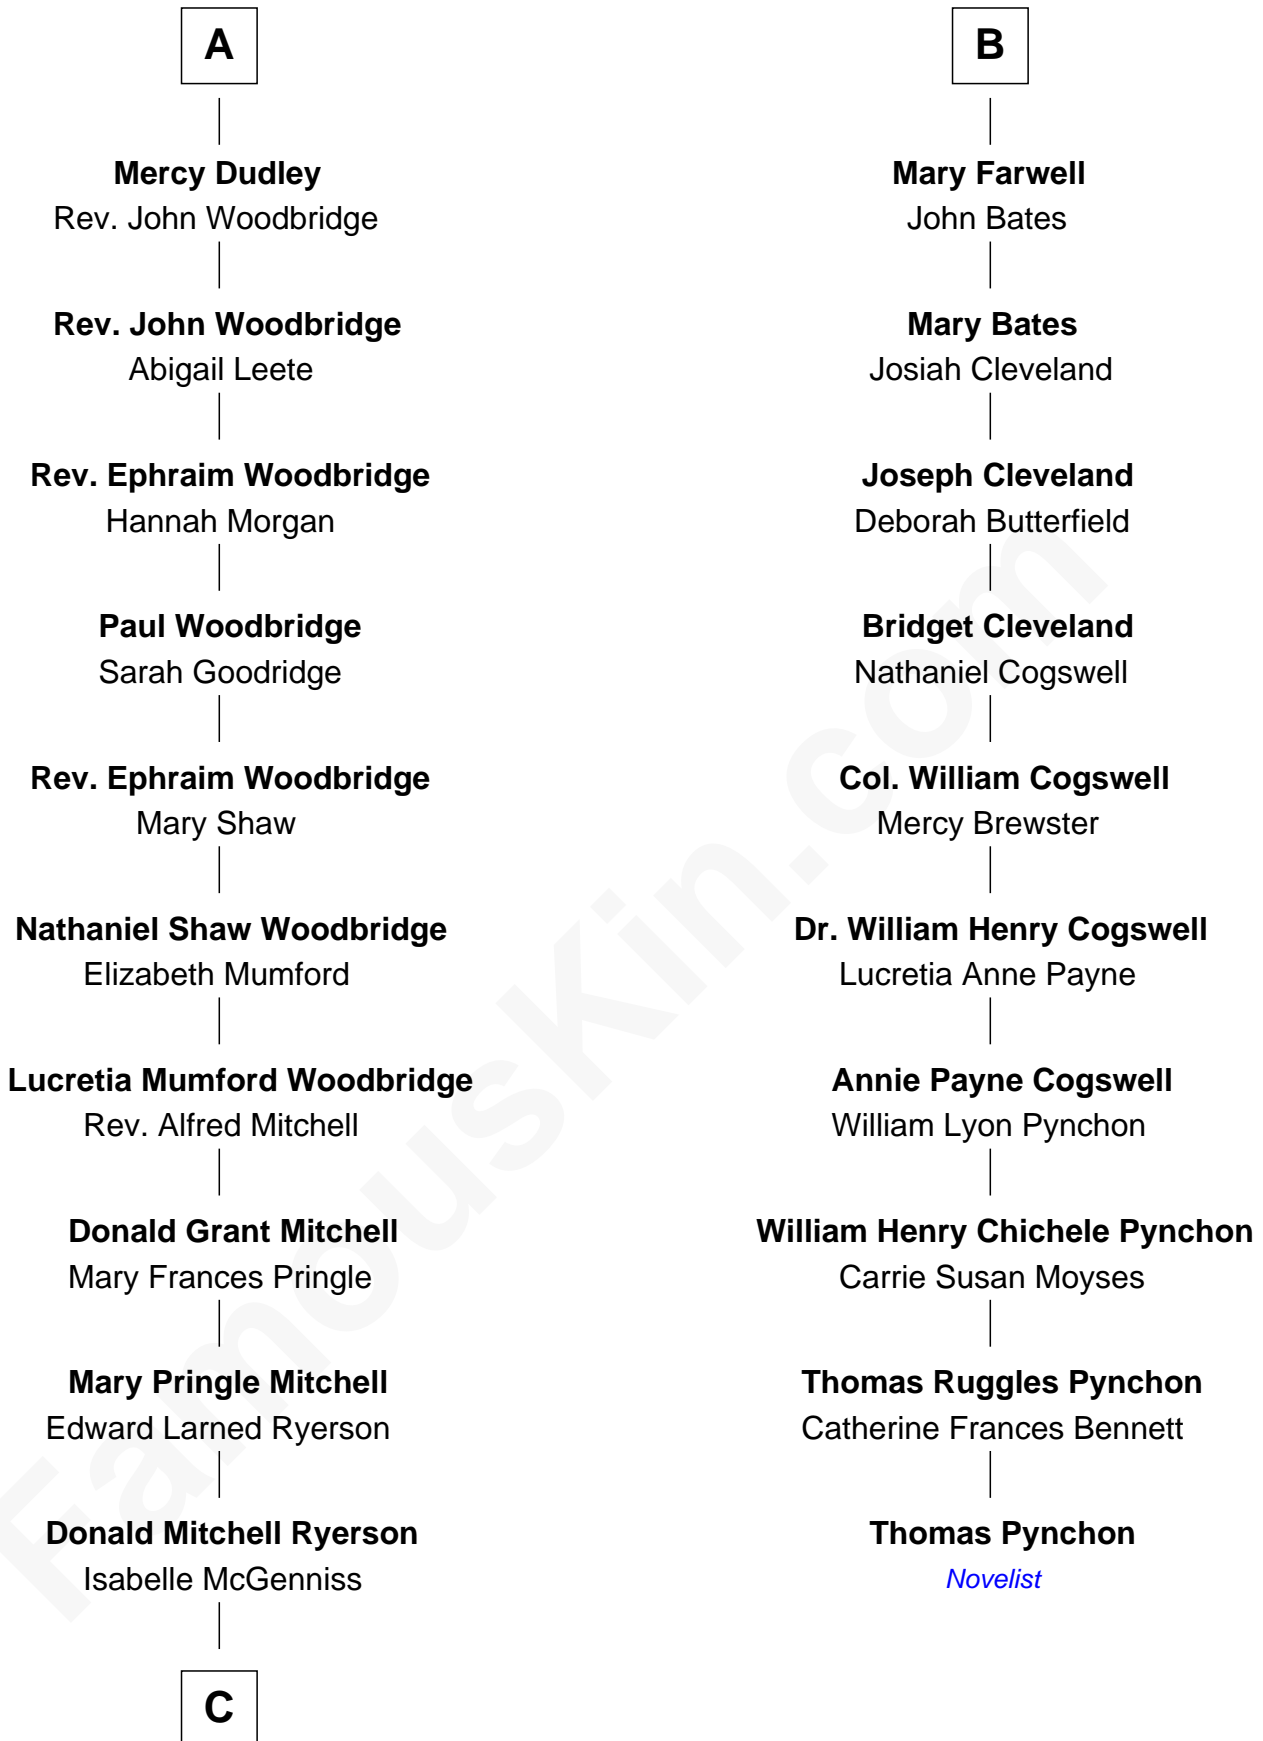 A
Mercy Dudley
Rev. John Woodbridge
Rev. John Woodbridge
Abigail Leete
Rev. Ephraim Woodbridge
Hannah Morgan
Paul Woodbridge
Sarah Goodridge
Rev. Ephraim Woodbridge
Mary Shaw
Nathaniel Shaw Woodbridge
Elizabeth Mumford
Lucretia Mumford Woodbridge
Rev. Alfred Mitchell
Donald Grant Mitchell
Mary Frances Pringle
Mary Pringle Mitchell
Edward Larned Ryerson
Donald Mitchell Ryerson
Isabelle McGenniss
C
B
Mary Farwell
John Bates
Mary Bates
Josiah Cleveland
Joseph Cleveland
Deborah Butterfield
Bridget Cleveland
Nathaniel Cogswell
Col. William Cogswell
Mercy Brewster
Dr. William Henry Cogswell
Lucretia Anne Payne
Annie Payne Cogswell
William Lyon Pynchon
William Henry Chichele Pynchon
Carrie Susan Moyses
Thomas Ruggles Pynchon
Catherine Frances Bennett
Thomas Pynchon
Novelist
FamousKin.com